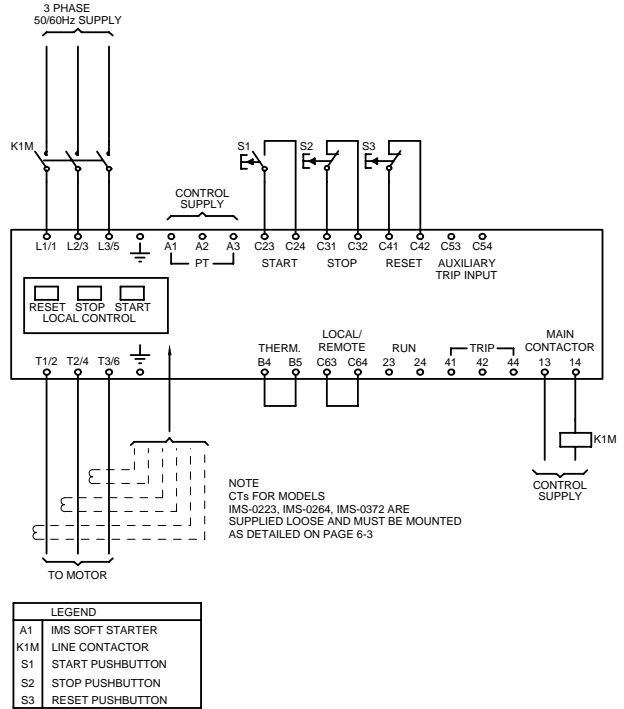 3 PHASE
50/60Hz SUPPLY
K1M
S1 S2 S3
CONTROL
SUPPLY
L1/1 L2/3 L3/5 A1 A2 A3 C23 C24 C31 C32 C41 C42 C53 C54
PT START STOP RESET AUXILIARY
TRIP INPUT
RESET STOP START
LOCAL CONTROL
T1/2 T2/4 T3/6
THERM.
B4 B5
LOCAL/
REMOTE
C63 C64
RUN
23 24
TRIP
41 42 44
MAIN
CONTACTOR
13 14
K1M
CONTROL
SUPPLY
NOTE
CTs FOR MODELS
IMS-0223, IMS-0264, IMS-0372 ARE
SUPPLIED LOOSE AND MUST BE MOUNTED
AS DETAILED ON PAGE 6-3
TO MOTOR
LEGEND
A1 IMS SOFT STARTER
K1M LINE CONTACTOR
S1 START PUSHBUTTON
S2 STOP PUSHBUTTON
S3 RESET PUSHBUTTON